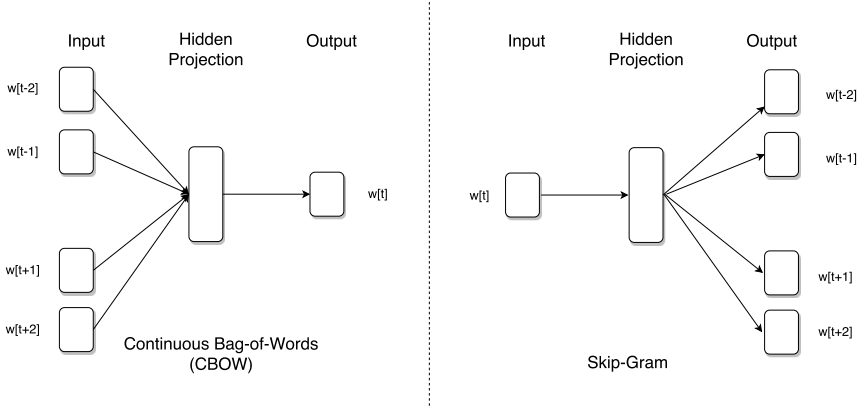 Input
Hidden
Projection
Output
w[t-2]
w[t-1]
w[t]
w[t+1]
w[t+2]
Continuous Bag-of-Words
(CBOW)
Input
Hidden
Projection
Output
w[t-2]
w[t-1]
w[t]
w[t+1]
w[t+2]
Skip-Gram